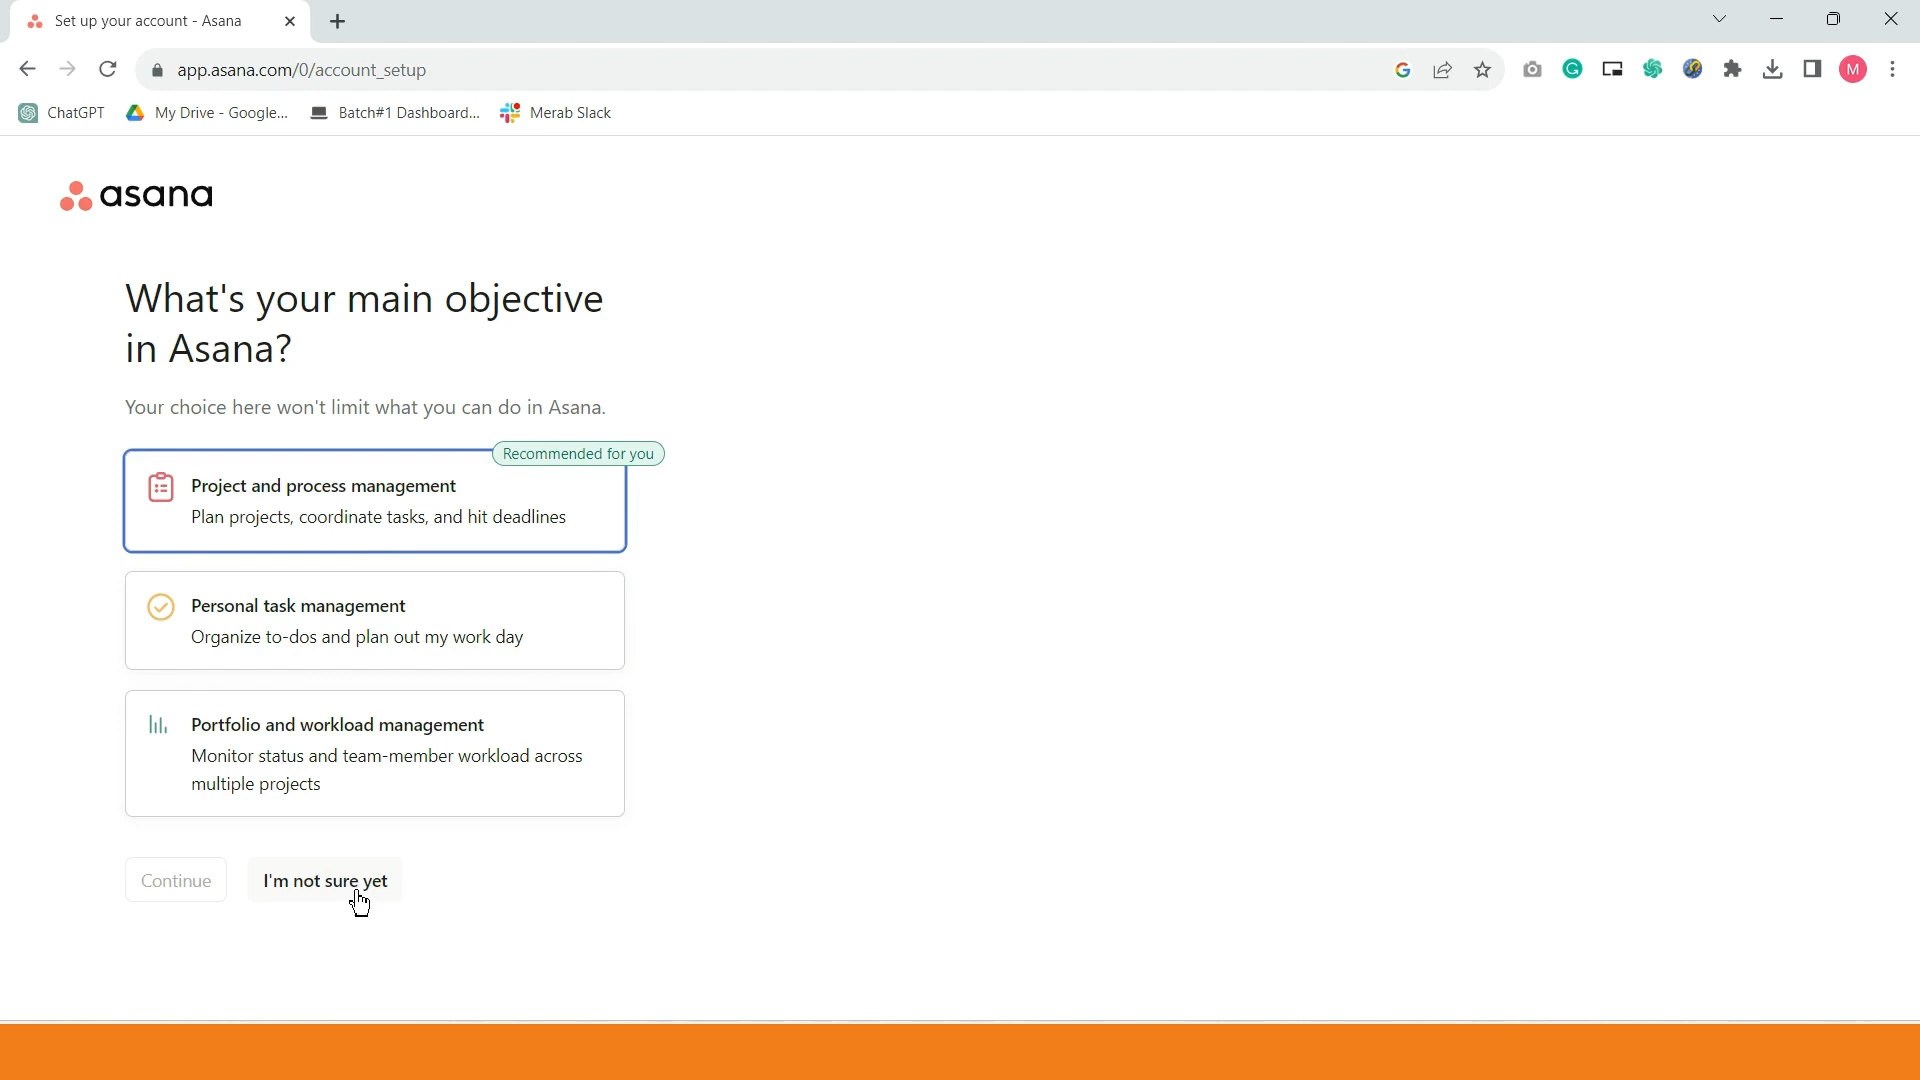 Set up your account - Asana
app.asana.com/0/account_setup
ChatGPT
My Drive - Google...
Batch#1 Dashboard...
Merab Slack
M
asana
What's your main objective
in Asana?
Your choice here won't limit what you can do in Asana.
Recommended for you
Project and process management
Plan projects, coordinate tasks, and hit deadlines
Personal task management
Organize to-dos and plan out my work day
Portfolio and workload management
Monitor status and team-member workload across
multiple projects
Continue
I'm not sure yet